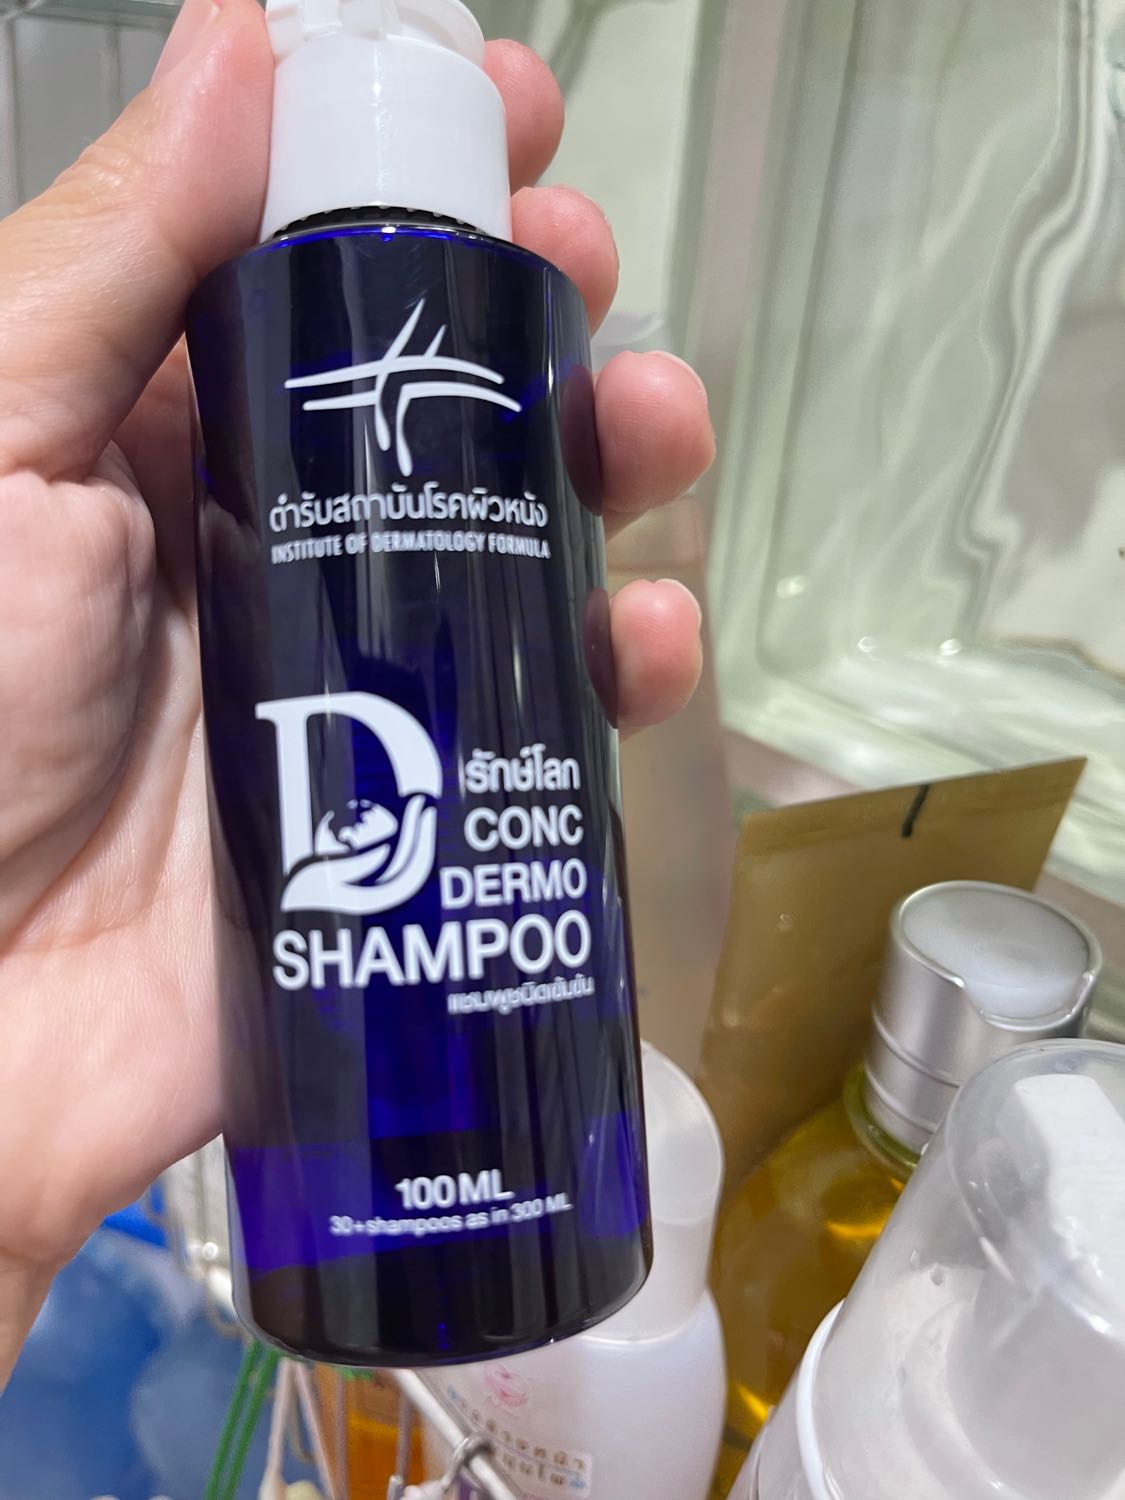 ตำรับสถาบันโรคผิวหนัง
INSTITUTE OF DERMATOLOGY FORMULA
D
รักษ์โลก
CONC
DERMO
SHAMPOO
แชมพูชนิดเข้มข้น
100 ML
30+shampoos as in 300 ML